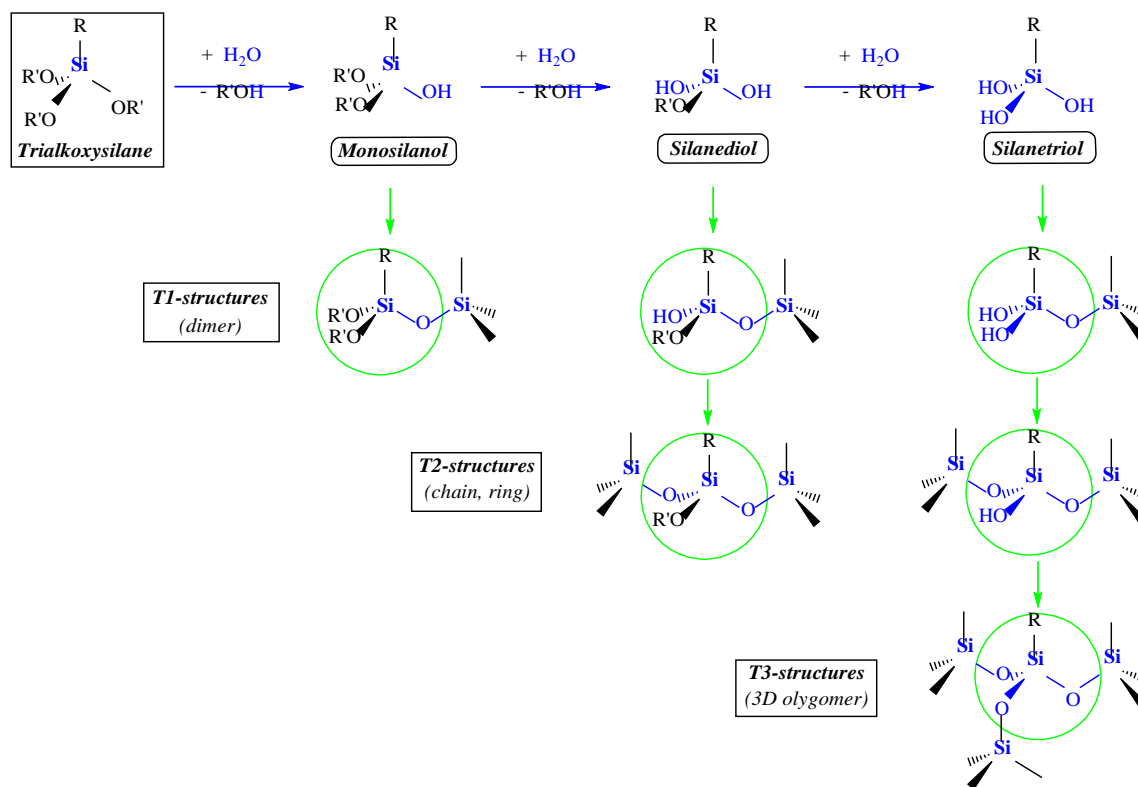 R
R'O
Si
R'O
OR'
Trialkoxysilane
+ H2O
- R'OH
R
R'O
Si
R'O
OH
Monosilanol
+ H2O
- R'OH
R
HO
Si
R'O
OH
Silanediol
+ H2O
- R'OH
R
HO
Si
HO
OH
Silanetriol
T1-structures
(dimer)
R
R'O
Si
R'O
O
Si
R
HO
Si
R'O
O
Si
R
HO
Si
HO
O
Si
T2-structures
(chain, ring)
Si
O
R
Si
R'O
O
Si
Si
O
R
Si
HO
O
Si
T3-structures
(3D olygomer)
Si
O
R
Si
O
Si
O
Si